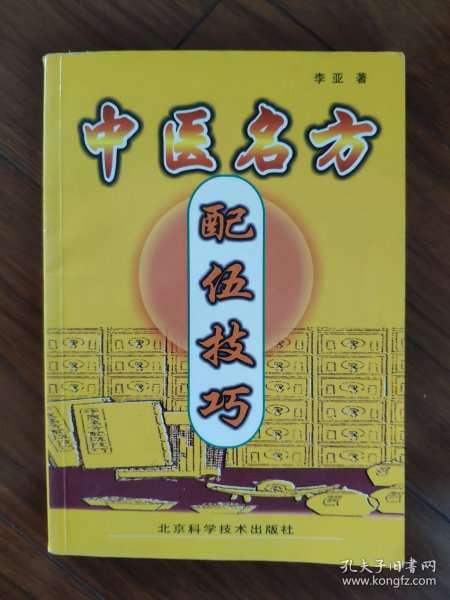 李亚 著
中医名方
配伍技巧
北京科学技术出版社
孔夫子旧书网
www.kongfz.com